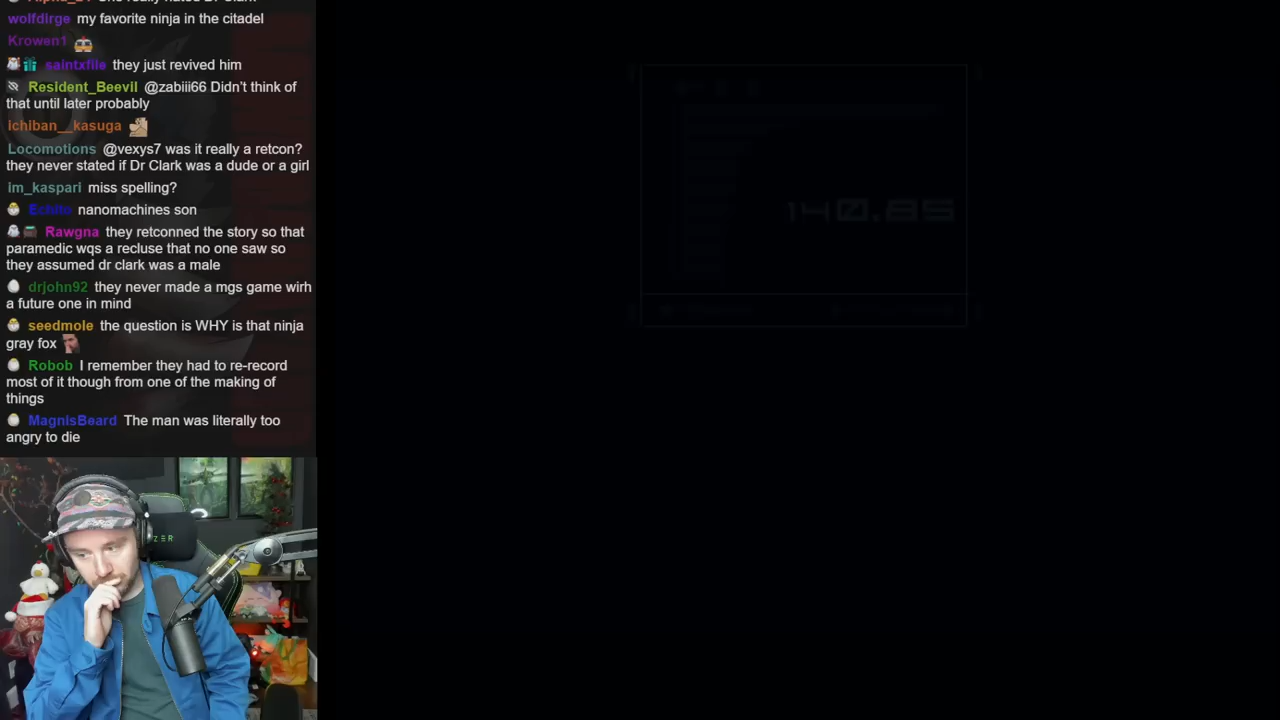 wolfdirge my favorite ninja in the citadel
Krowen1
saintxfile they just revived him
Resident_Beevil @zabiii66 Didn't think of
that until later probably
ichiban__kasuga
Locomotions @vexys7 was it really a retcon?
they never stated if Dr Clark was a dude or a girl
im_kaspari miss spelling?
Echito nanomachines son
Rawgna they retconned the story so that
paramedic wqs a recluse that no one saw so
they assumed dr clark was a male
drjohn92 they never made a mgs game wirh
a future one in mind
seedmole the question is WHY is that ninja
gray fox
Robob I remember they had to re-record
most of it though from one of the making of
things
MagnisBeard The man was literally too
angry to die
140.85
ZER